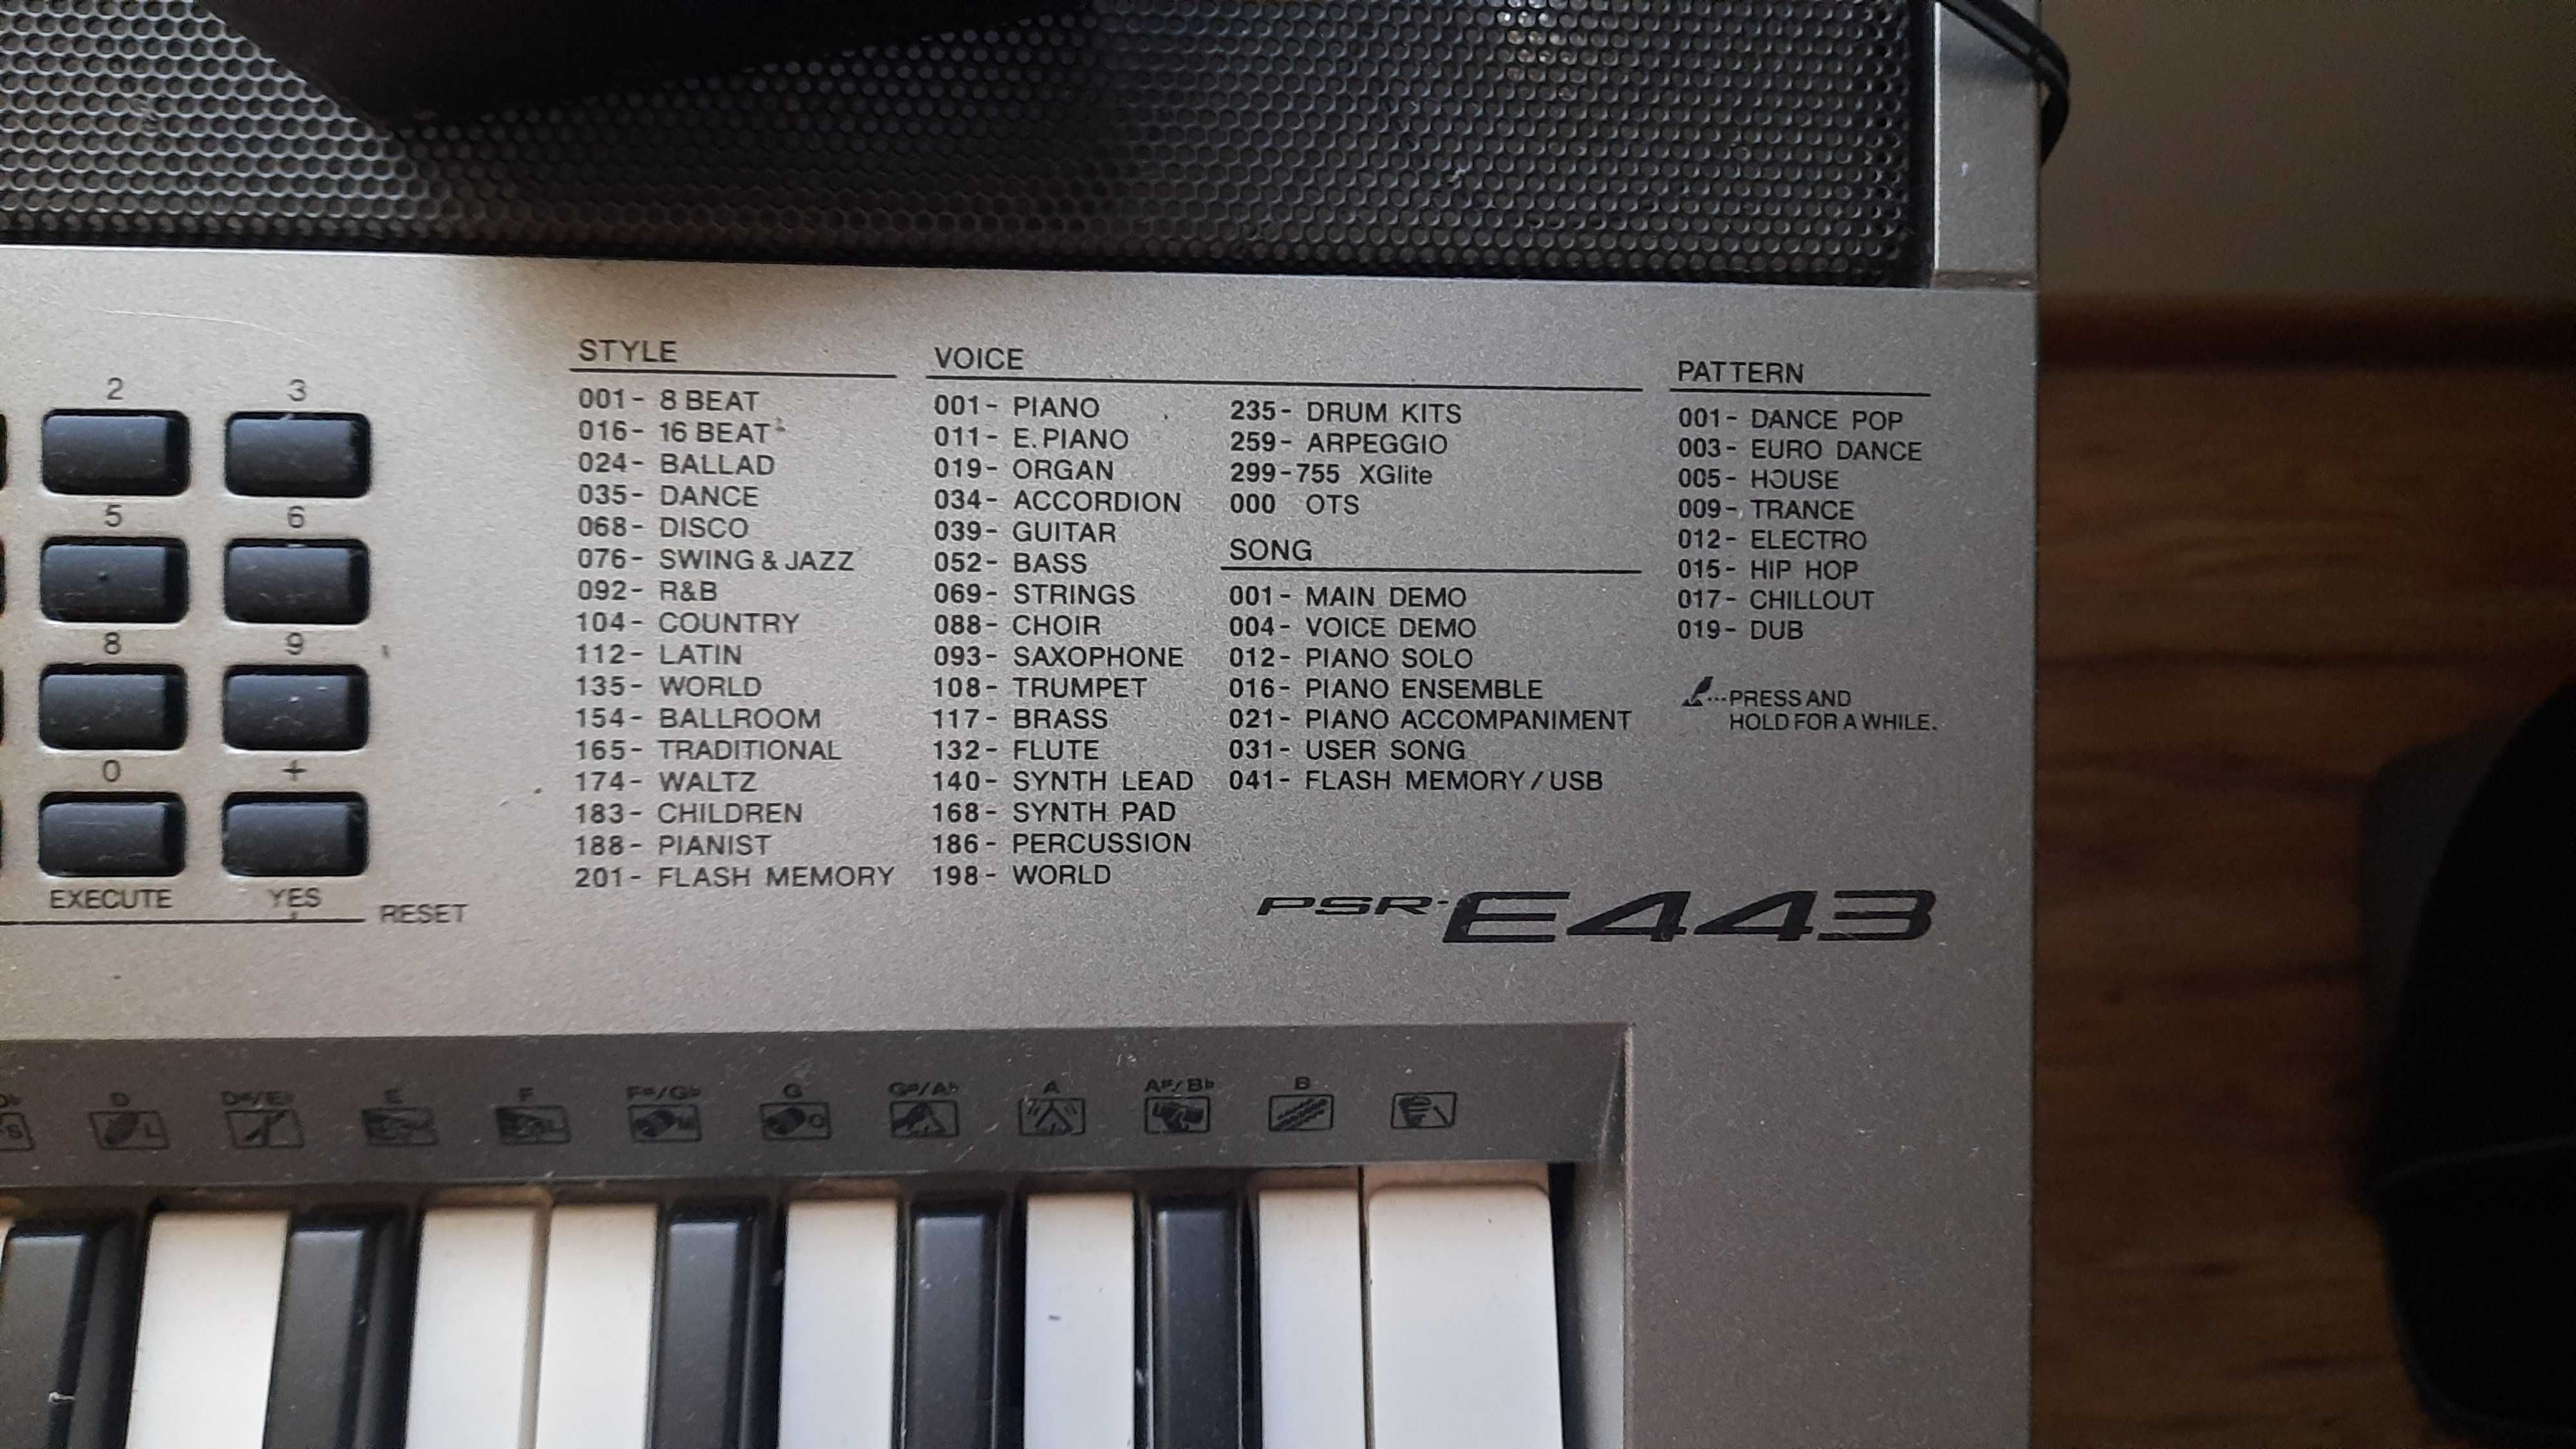 2 3
5 6
8 9
0 +
EXECUTE YES
RESET
STYLE
001- 8 BEAT
016- 16 BEAT
024- BALLAD
035- DANCE
068- DISCO
076- SWING & JAZZ
092- R&B
104- COUNTRY
112- LATIN
135- WORLD
154- BALLROOM
165- TRADITIONAL
174- WALTZ
183- CHILDREN
188- PIANIST
201- FLASH MEMORY
VOICE
001- PIANO
011- E.PIANO
019- ORGAN
034- ACCORDION
039- GUITAR
052- BASS
069- STRINGS
088- CHOIR
093- SAXOPHONE
108- TRUMPET
117- BRASS
132- FLUTE
140- SYNTH LEAD
168- SYNTH PAD
186- PERCUSSION
198- WORLD
235- DRUM KITS
259- ARPEGGIO
299-755 XGlite
000 OTS
SONG
001- MAIN DEMO
004- VOICE DEMO
012- PIANO SOLO
016- PIANO ENSEMBLE
021- PIANO ACCOMPANIMENT
031- USER SONG
041- FLASH MEMORY/USB
PATTERN
001- DANCE POP
003- EURO DANCE
005- HOUSE
009- TRANCE
012- ELECTRO
015- HIP HOP
017- CHILLOUT
019- DUB
...PRESS AND
HOLD FOR A WHILE.
PSR-E443
D D#/E♭ E F F#/G♭ G G#/A♭ A A#/B♭ B
S L M O